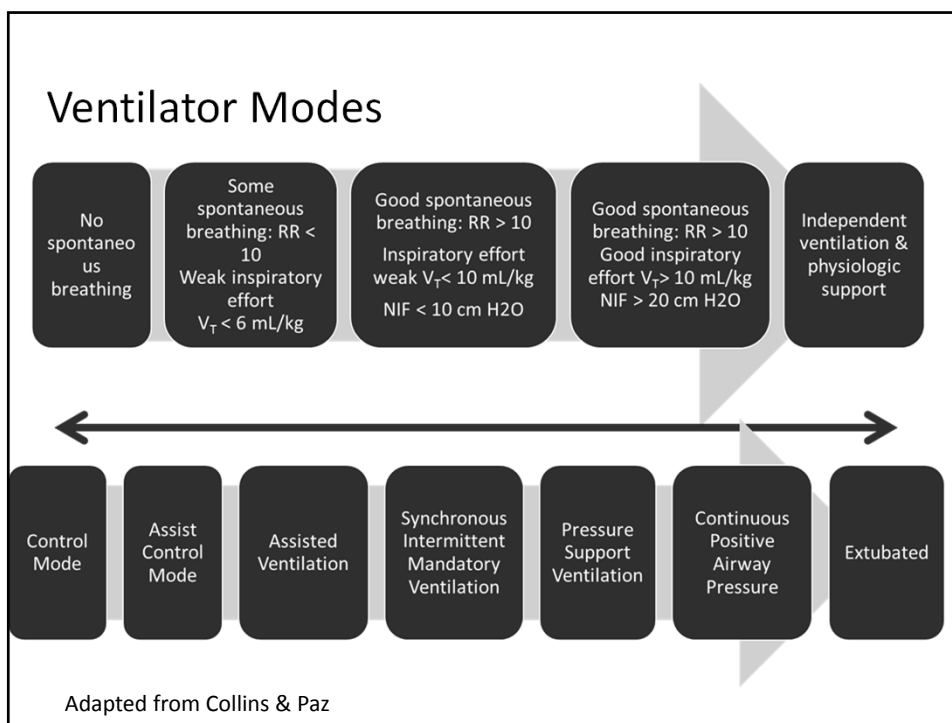 Ventilator Modes
No
spontaneo
us
breathing
Some
spontaneous
breathing: RR <
10
Weak inspiratory
effort
V_T < 6 mL/kg
Good spontaneous
breathing: RR > 10
Inspiratory effort
weak V_T< 10 mL/kg
NIF < 10 cm H2O
Good spontaneous
breathing: RR > 10
Good inspiratory
effort V_T> 10 mL/kg
NIF > 20 cm H2O
Independent
ventilation &
physiologic
support
Control
Mode
Assist
Control
Mode
Assisted
Ventilation
Synchronous
Intermittent
Mandatory
Ventilation
Pressure
Support
Ventilation
Continuous
Positive
Airway
Pressure
Extubated
Adapted from Collins & Paz